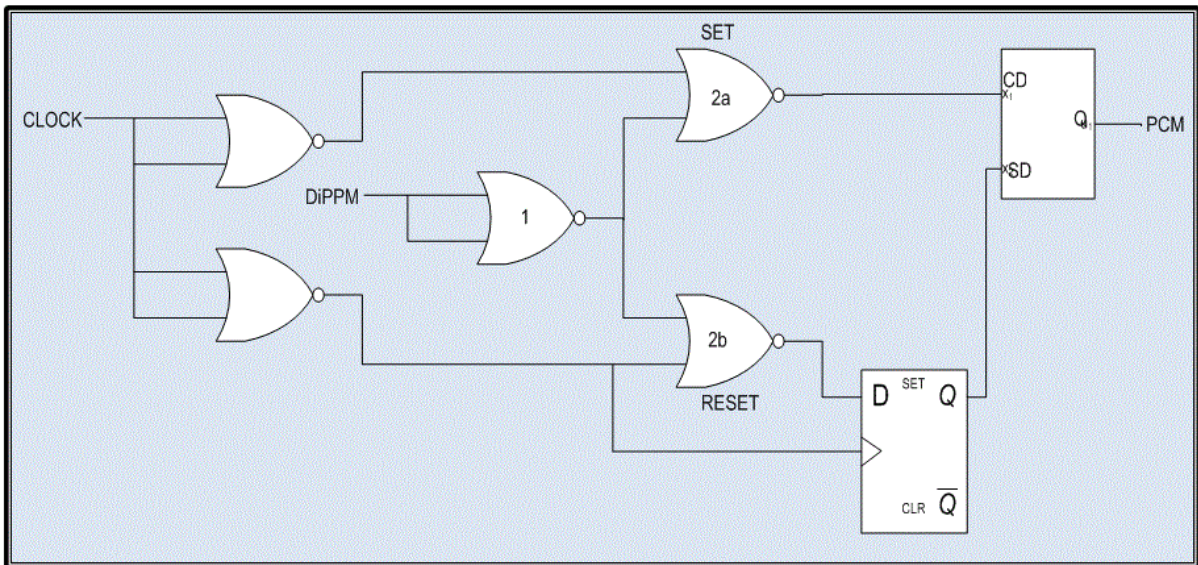 SET
CLOCK
2a
CD
Q
PCM
DiPPM
1
SD
2b
RESET
D
SET
Q
CLR
Q